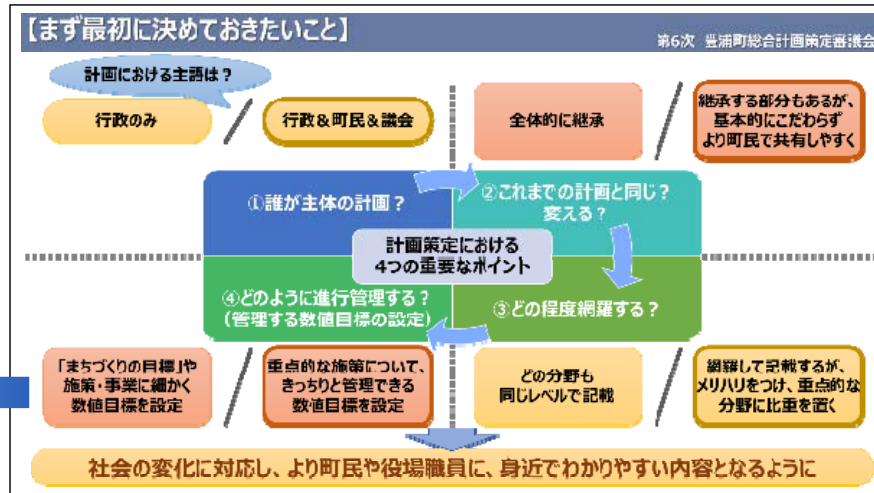 【まず最初に決めておきたいこと】
第6次 豊浦町総合計画策定審議会
計画における主語は？
行政のみ
行政&町民&議会
全体的に継承
継承する部分もあるが、
基本的にこだわらず
より町民で共有しやすく
①誰が主体の計画？
②これまでの計画と同じ？
変える？
計画策定における
4つの重要なポイント
④どのように進行管理する？
（管理する数値目標の設定）
③どの程度網羅する？
「まちづくりの目標」や
施策・事業に細かく
数値目標を設定
重点的な施策について、
きっちりと管理できる
数値目標を設定
どの分野も
同じレベルで記載
網羅して記載するが、
メリハリをつけ、重点的な
分野に比重を置く
社会の変化に対応し、より町民や役場職員に、身近でわかりやすい内容となるように